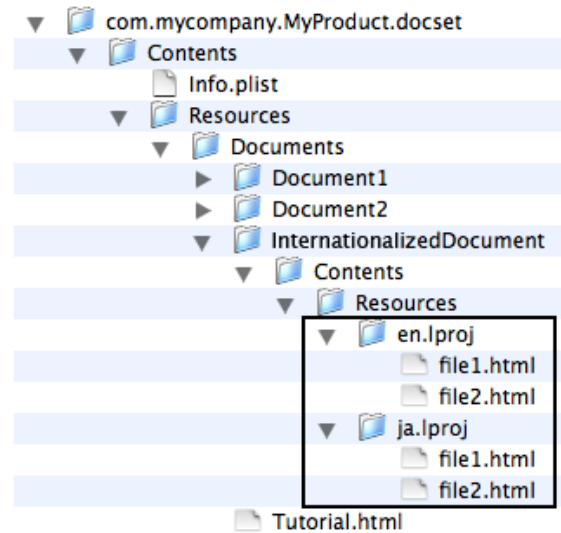 com.mycompany.MyProduct.docset
Contents
Info.plist
Resources
Documents
Document1
Document2
InternationalizedDocument
Contents
Resources
en.lproj
file1.html
file2.html
ja.lproj
file1.html
file2.html
Tutorial.html